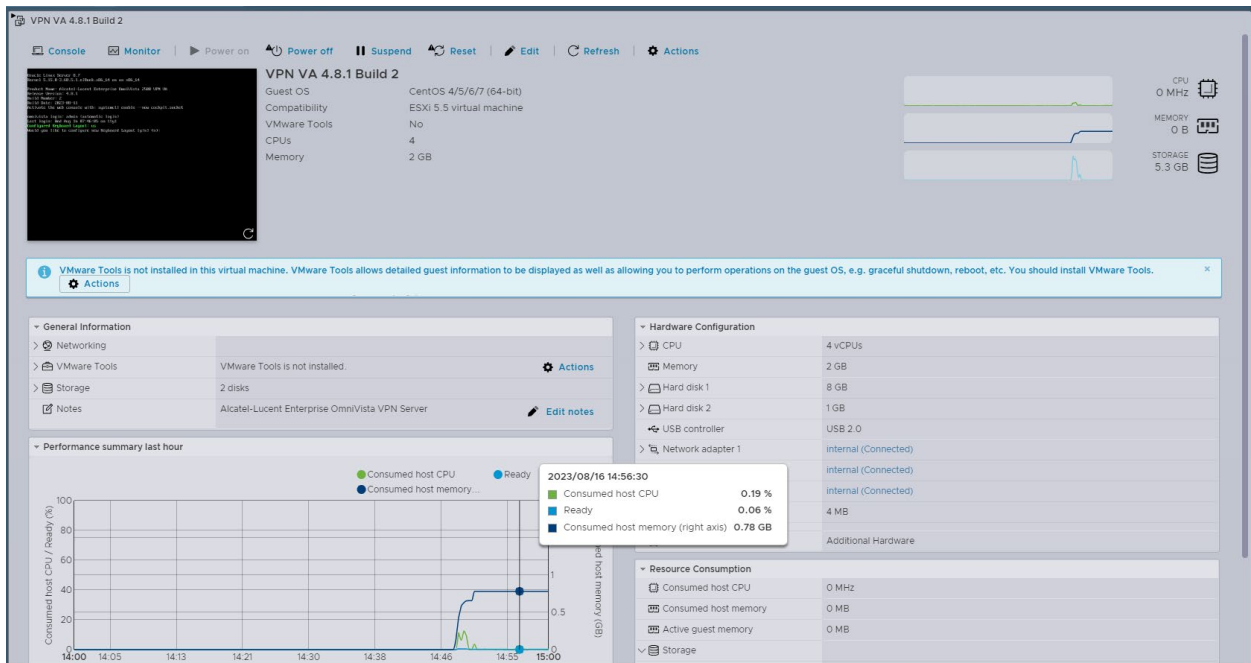 VPN VA 4.8.1 Build 2
Console Monitor Power on Power off Suspend Reset Edit Refresh Actions
VPN VA 4.8.1 Build 2
Guest OS CentOS 4/5/6/7 (64-bit)
Compatibility ESXi 5.5 virtual machine
VMware Tools No
CPUs 4
Memory 2 GB
CPU
0 MHz
MEMORY
0 B
STORAGE
5.3 GB
VMware Tools is not installed in this virtual machine. VMware Tools allows detailed guest information to be displayed as well as allowing you to perform operations on the guest OS, e.g. graceful shutdown, reboot, etc. You should install VMware Tools.
Actions
General Information
Networking
VMware Tools VMware Tools is not installed. Actions
Storage 2 disks
Notes Alcatel-Lucent Enterprise OmniVista VPN Server Edit notes
Performance summary last hour
Consumed host CPU Ready
Consumed host memory...
2023/08/16 14:56:30
Consumed host CPU 0.19 %
Ready 0.06 %
Consumed host memory (right axis) 0.78 GB
Consumed host CPU / Ready (%)
100
80
60
40
20
0
1
0.5
0
host memory (GB)
14:00 14:05 14:13 14:21 14:30 14:38 14:46 14:55 15:00
Hardware Configuration
CPU 4 vCPUs
Memory 2 GB
Hard disk 1 8 GB
Hard disk 2 1 GB
USB controller USB 2.0
Network adapter 1 internal (Connected)
internal (Connected)
internal (Connected)
4 MB
Additional Hardware
Resource Consumption
Consumed host CPU 0 MHz
Consumed host memory 0 MB
Active guest memory 0 MB
Storage